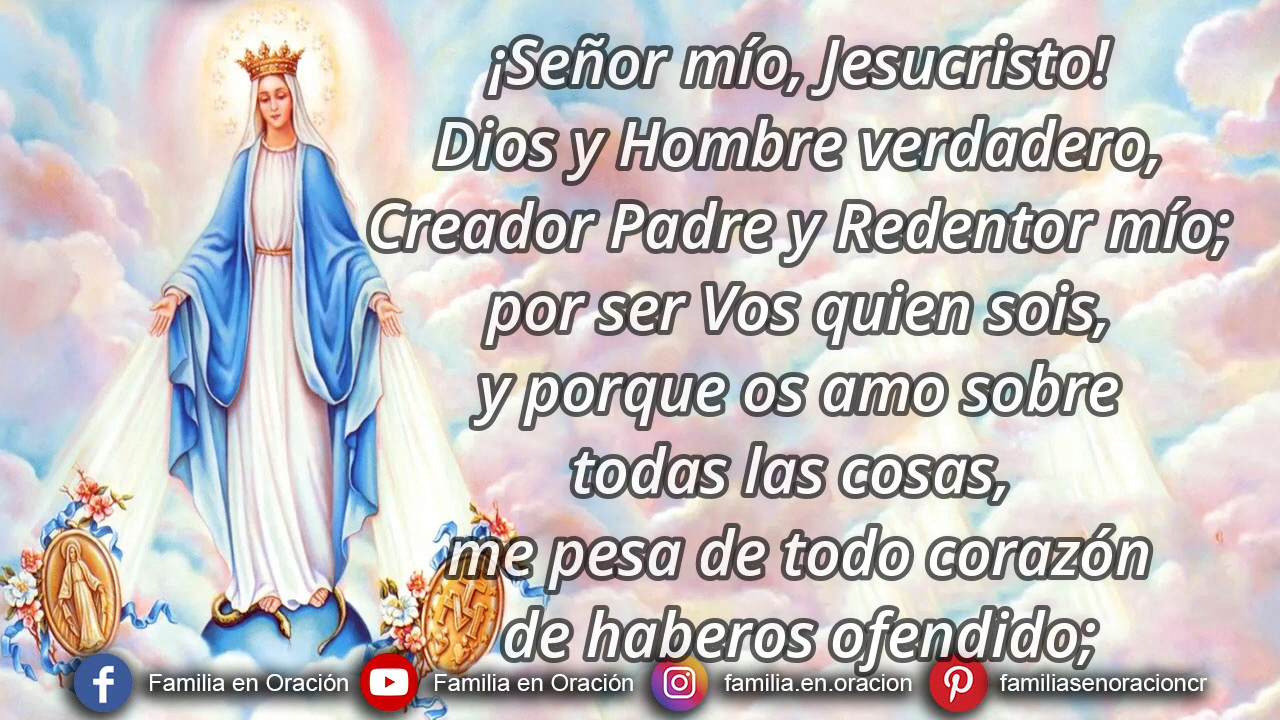 ¡Señor mío, Jesucristo!
Dios y Hombre verdadero,
Creador Padre y Redentor mío;
por ser Vos quien sois,
y porque os amo sobre
todas las cosas,
me pesa de todo corazón
de haberos ofendido;
Familia en Oración Familia en Oración familia.en.oracion familiasenoracioncr